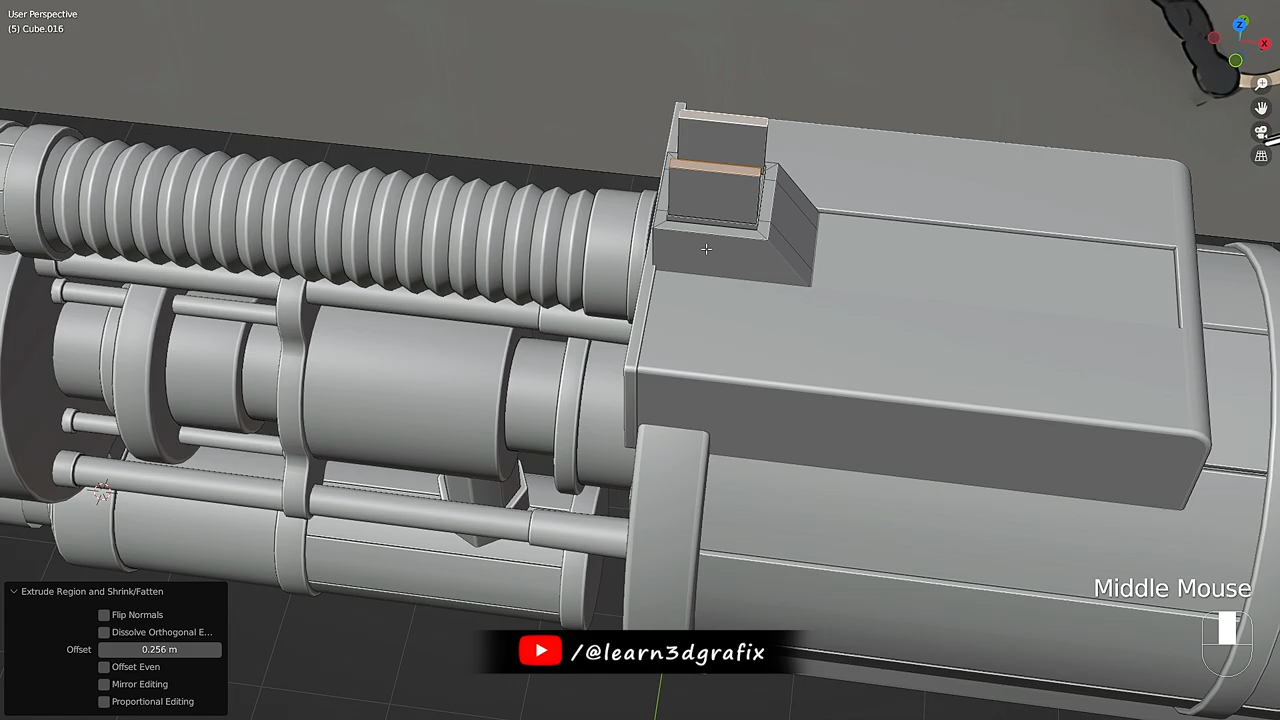 User Perspective
(5) Cube.016
Z
X
Extrude Region and Shrink/Fatten
Flip Normals
Dissolve Orthogonal E...
Offset 0.256 m
Offset Even
Mirror Editing
Proportional Editing
Middle Mouse
/@learn3dgrafix